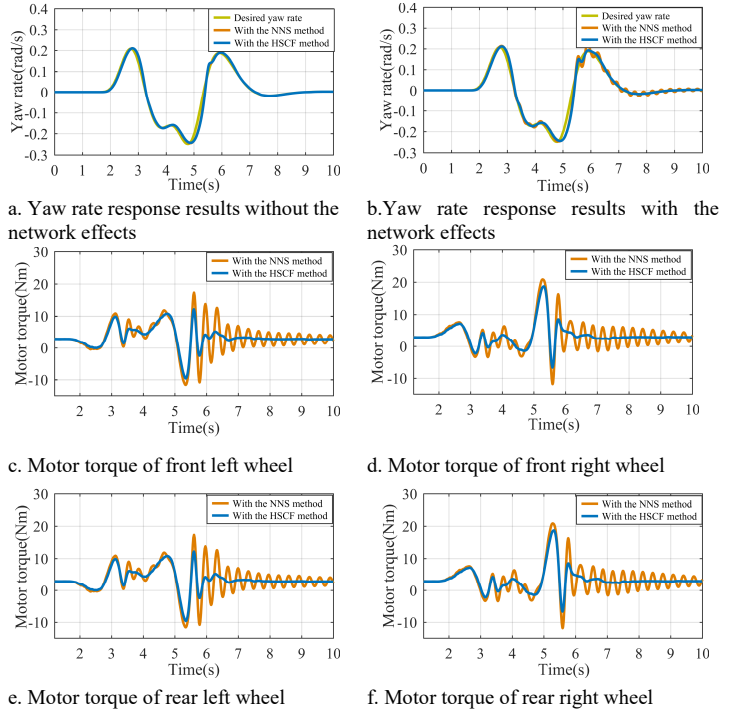 Yaw rate(rad/s)
0.4
0.3
0.2
0.1
0
-0.1
-0.2
-0.3
0 1 2 3 4 5 6 7 8 9 10
Time(s)
Desired yaw rate
With the NNS method
With the HSCF method
a. Yaw rate response results without the
network effects
Yaw rate(rad/s)
0.4
0.3
0.2
0.1
0
-0.1
-0.2
-0.3
0 1 2 3 4 5 6 7 8 9 10
Time(s)
Desired yaw rate
With the NNS method
With the HSCF method
b.Yaw rate response results with the
network effects
Motor torque(Nm)
30
20
10
0
-10
2 3 4 5 6 7 8 9 10
Time(s)
With the NNS method
With the HSCF method
c. Motor torque of front left wheel
Motor torque(Nm)
30
20
10
0
-10
2 3 4 5 6 7 8 9 10
Time(s)
With the NNS method
With the HSCF method
d. Motor torque of front right wheel
Motor torque(Nm)
30
20
10
0
-10
2 3 4 5 6 7 8 9 10
Time(s)
With the NNS method
With the HSCF method
e. Motor torque of rear left wheel
Motor torque(Nm)
30
20
10
0
-10
2 3 4 5 6 7 8 9 10
Time(s)
With the NNS method
With the HSCF method
f. Motor torque of rear right wheel